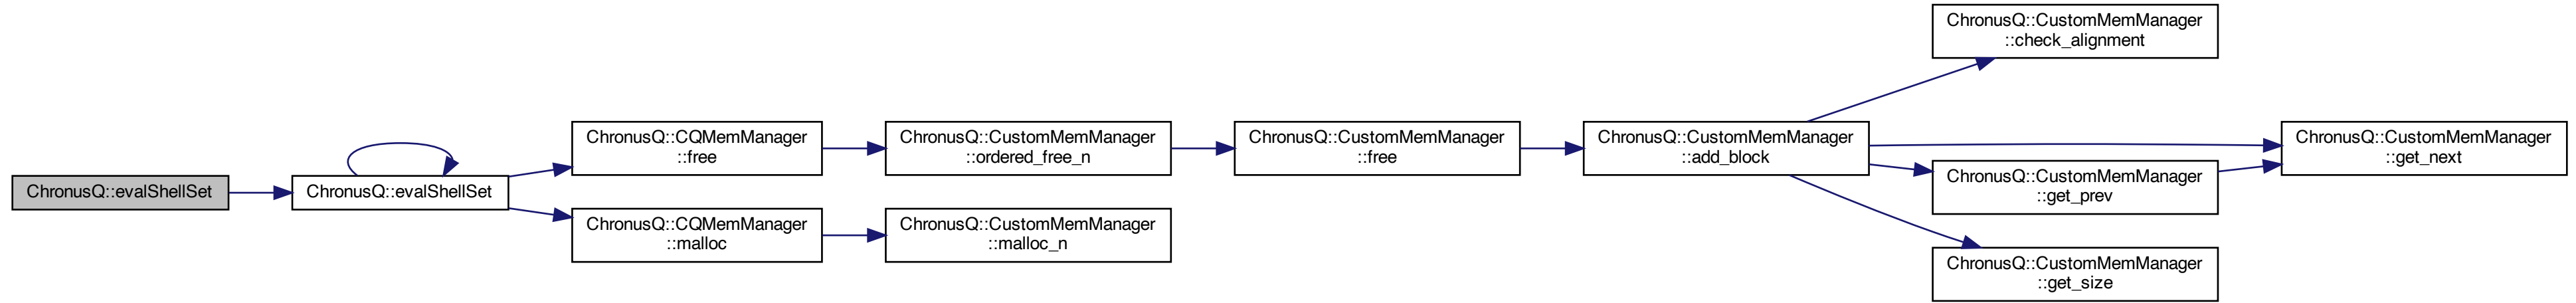 ChronusQ::evalShellSet
ChronusQ::evalShellSet
ChronusQ::CQMemManager
::free
ChronusQ::CQMemManager
::malloc
ChronusQ::CustomMemManager
::ordered_free_n
ChronusQ::CustomMemManager
::malloc_n
ChronusQ::CustomMemManager
::free
ChronusQ::CustomMemManager
::add_block
ChronusQ::CustomMemManager
::check_alignment
ChronusQ::CustomMemManager
::get_prev
ChronusQ::CustomMemManager
::get_size
ChronusQ::CustomMemManager
::get_next